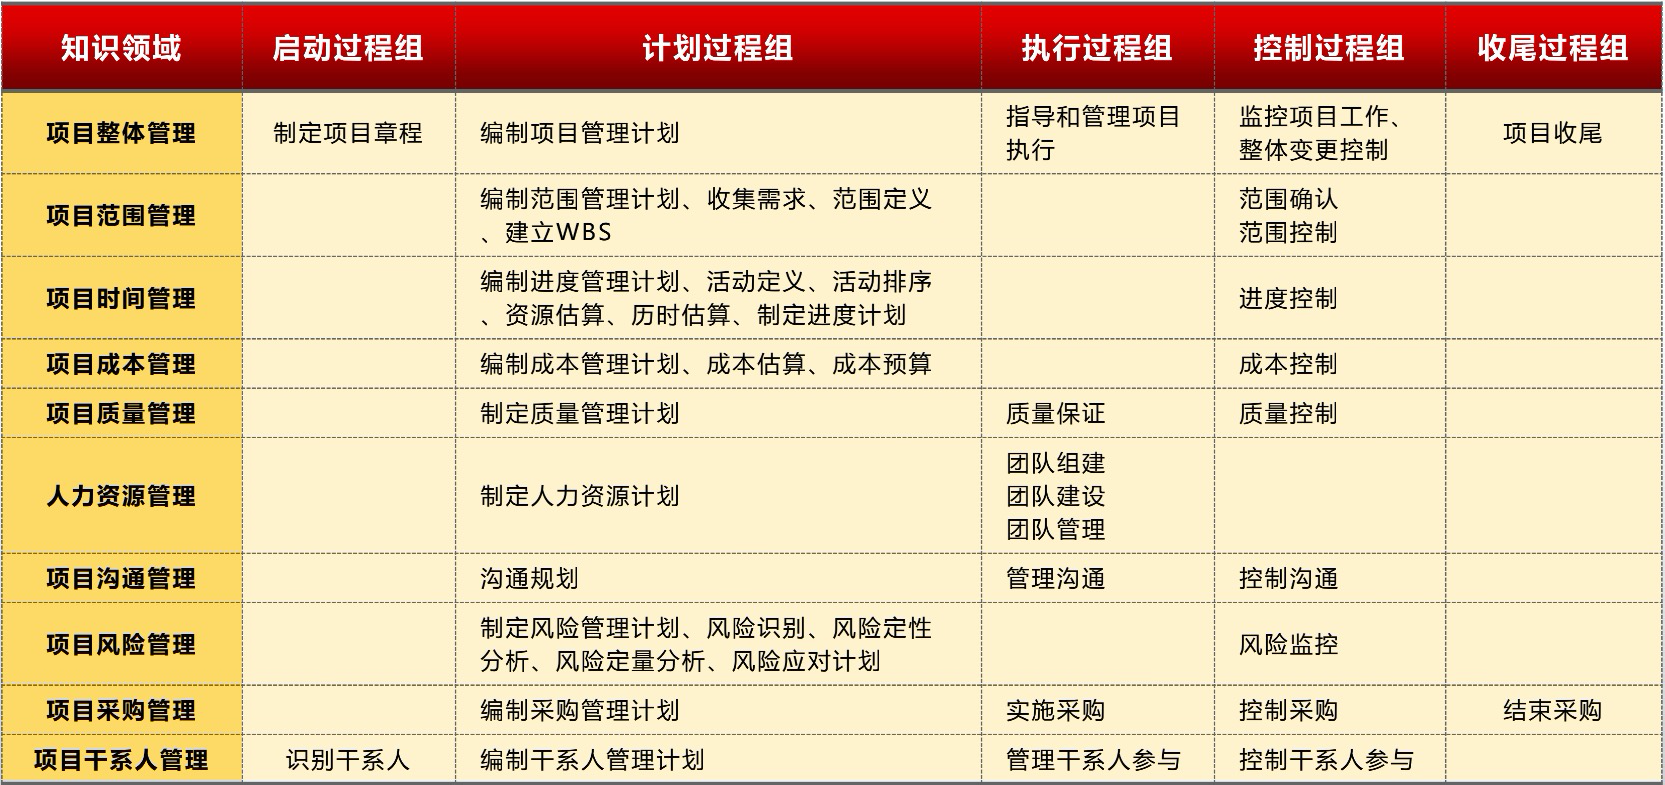 知识领域 启动过程组 计划过程组 执行过程组 控制过程组 收尾过程组
项目整体管理
制定项目章程
编制项目管理计划
指导和管理项目
执行
监控项目工作、
整体变更控制
项目收尾
项目范围管理
编制范围管理计划、收集需求、范围定义
、建立WBS
范围确认
范围控制
项目时间管理
编制进度管理计划、活动定义、活动排序
、资源估算、历时估算、制定进度计划
进度控制
项目成本管理
编制成本管理计划、成本估算、成本预算
成本控制
项目质量管理
制定质量管理计划
质量保证
质量控制
人力资源管理
制定人力资源计划
团队组建
团队建设
团队管理
项目沟通管理
沟通规划
管理沟通
控制沟通
项目风险管理
制定风险管理计划、风险识别、风险定性
分析、风险定量分析、风险应对计划
风险监控
项目采购管理
编制采购管理计划
实施采购
控制采购
结束采购
项目干系人管理
识别干系人
编制干系人管理计划
管理干系人参与
控制干系人参与